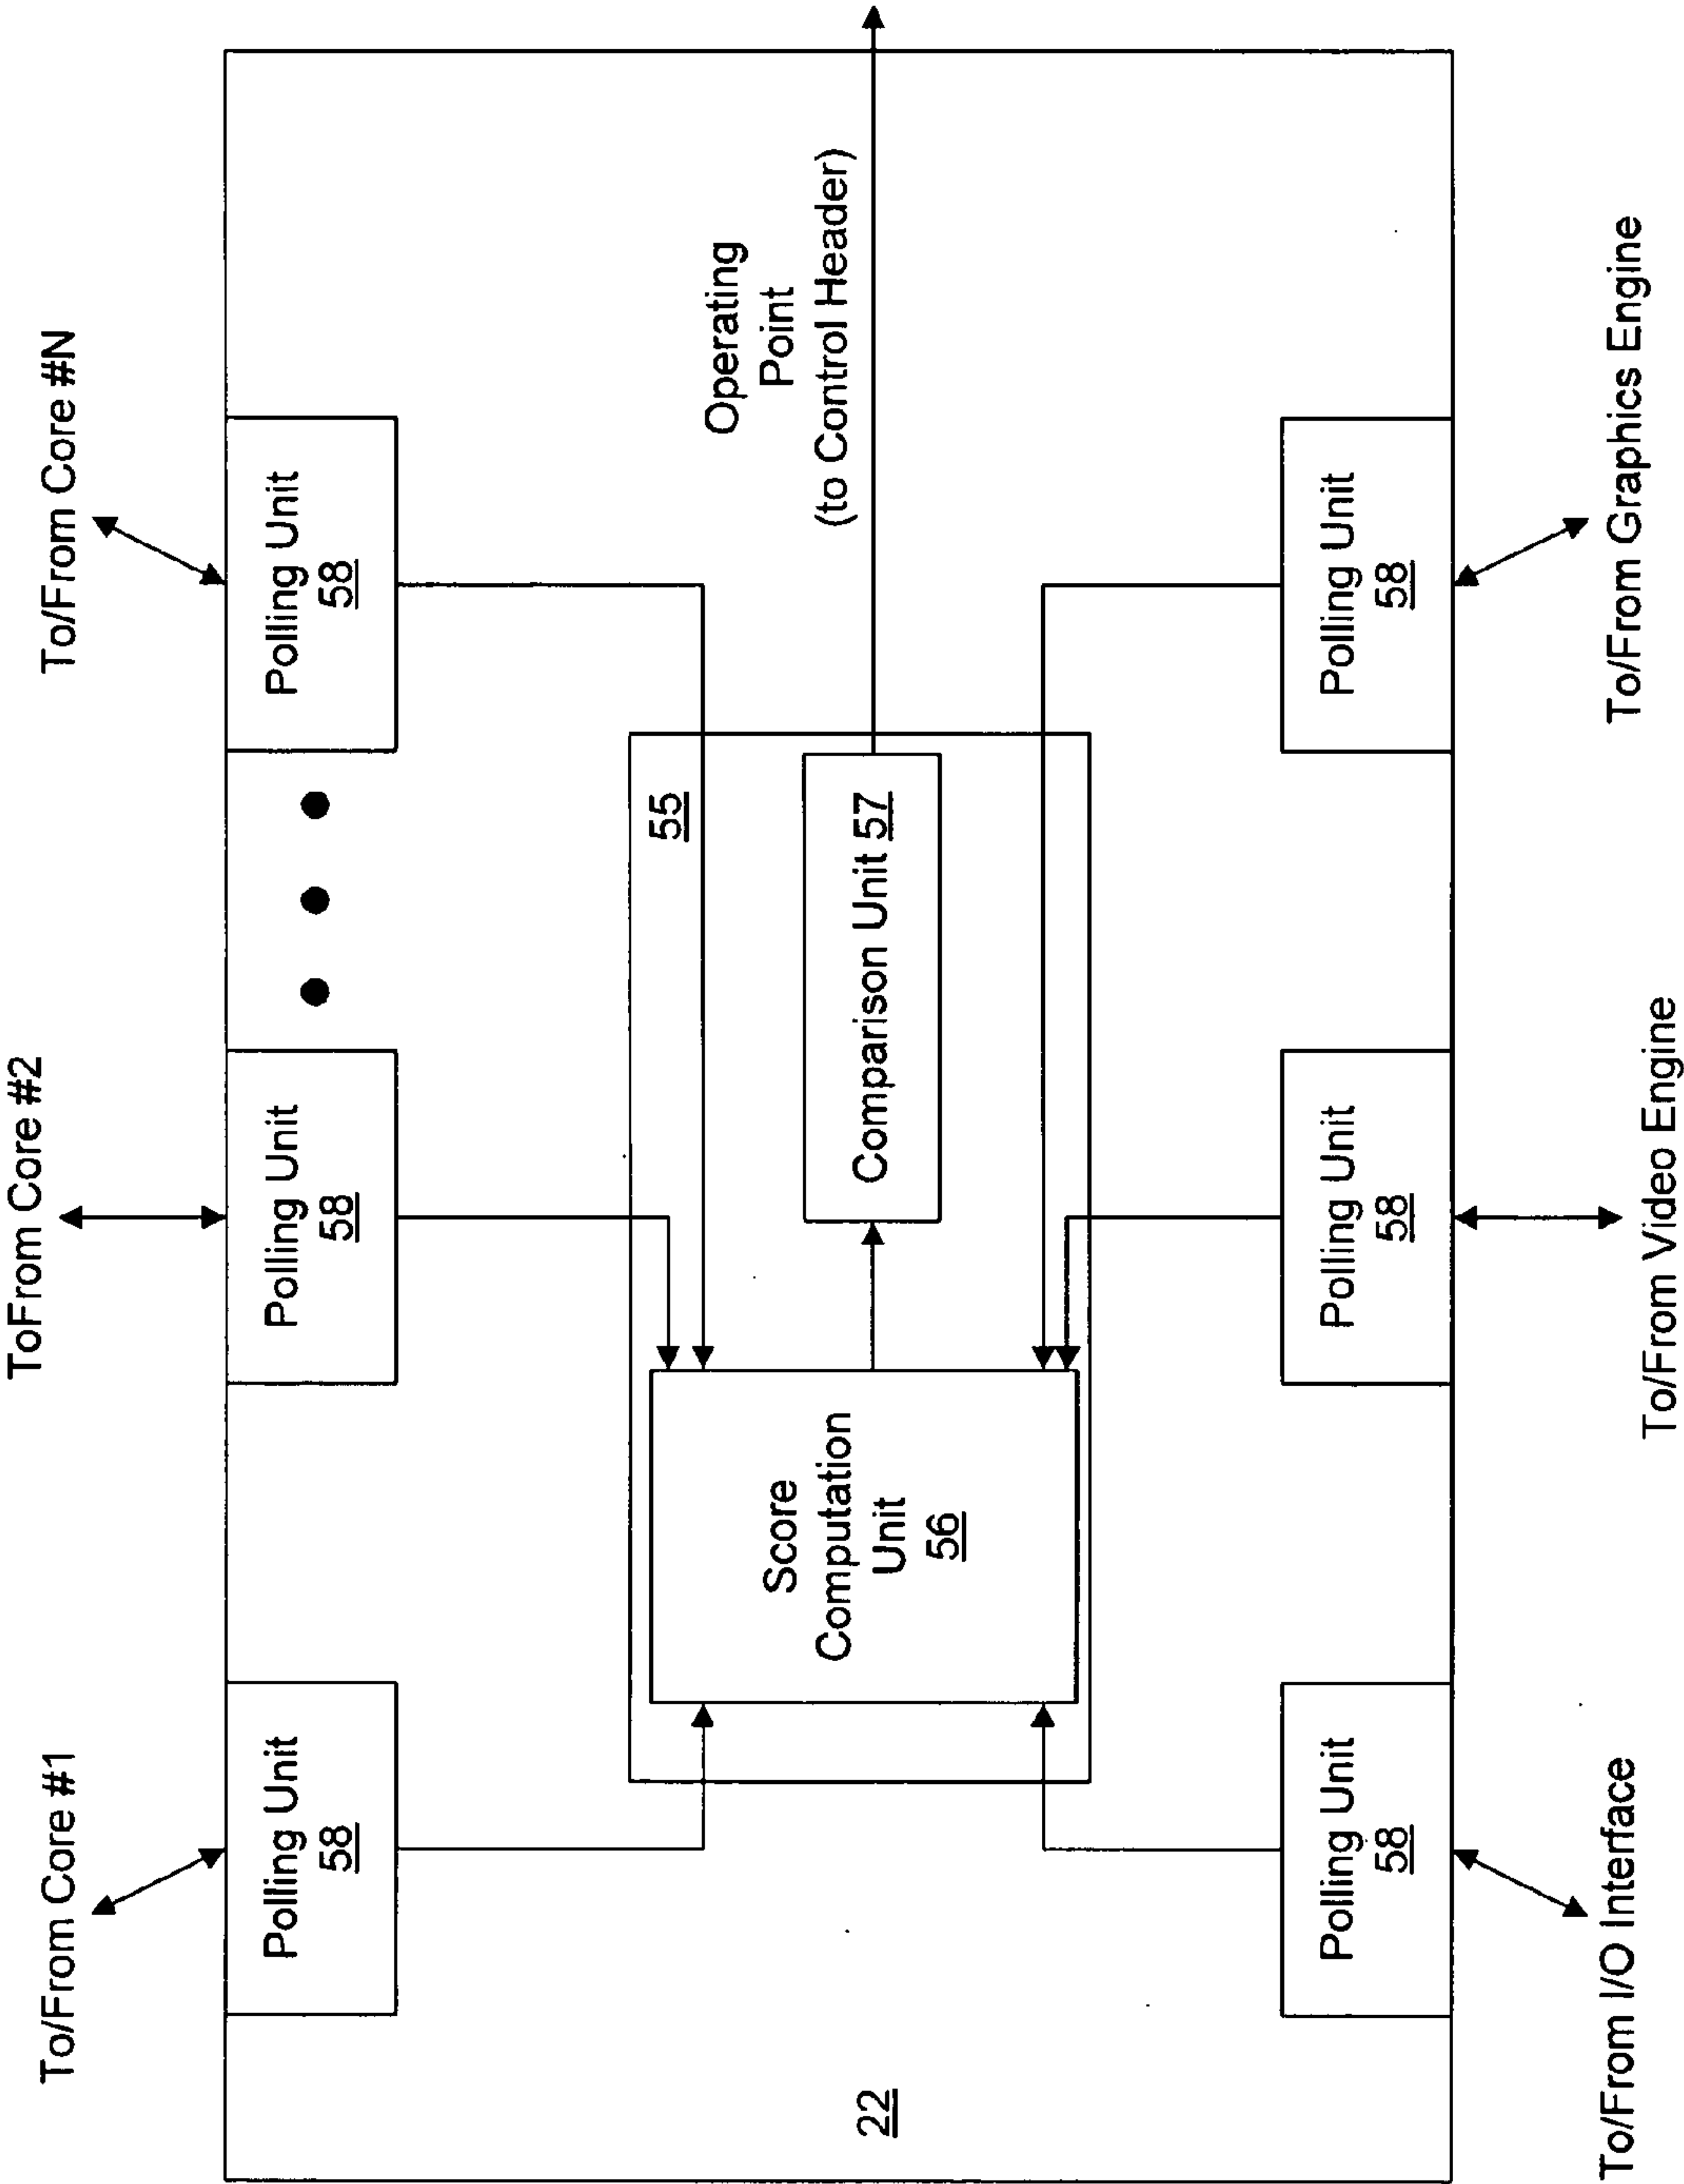 To/From Core #1
ToFrom Core #2
To/From Core #N
Polling Unit
58
Polling Unit
58
Polling Unit
58
55
Score
Computation
Unit
56
Comparison Unit 57
Operating
Point
(to Control Header)
Polling Unit
58
Polling Unit
58
Polling Unit
58
22
To/From I/O Interface
To/From Video Engine
To/From Graphics Engine